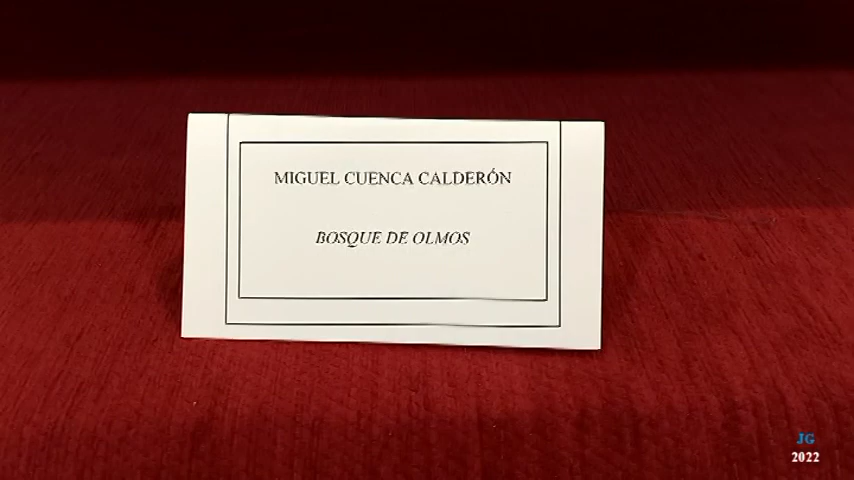 MIGUEL CUENCA CALDERÓN
BOSQUE DE OLMOS
JG
2022